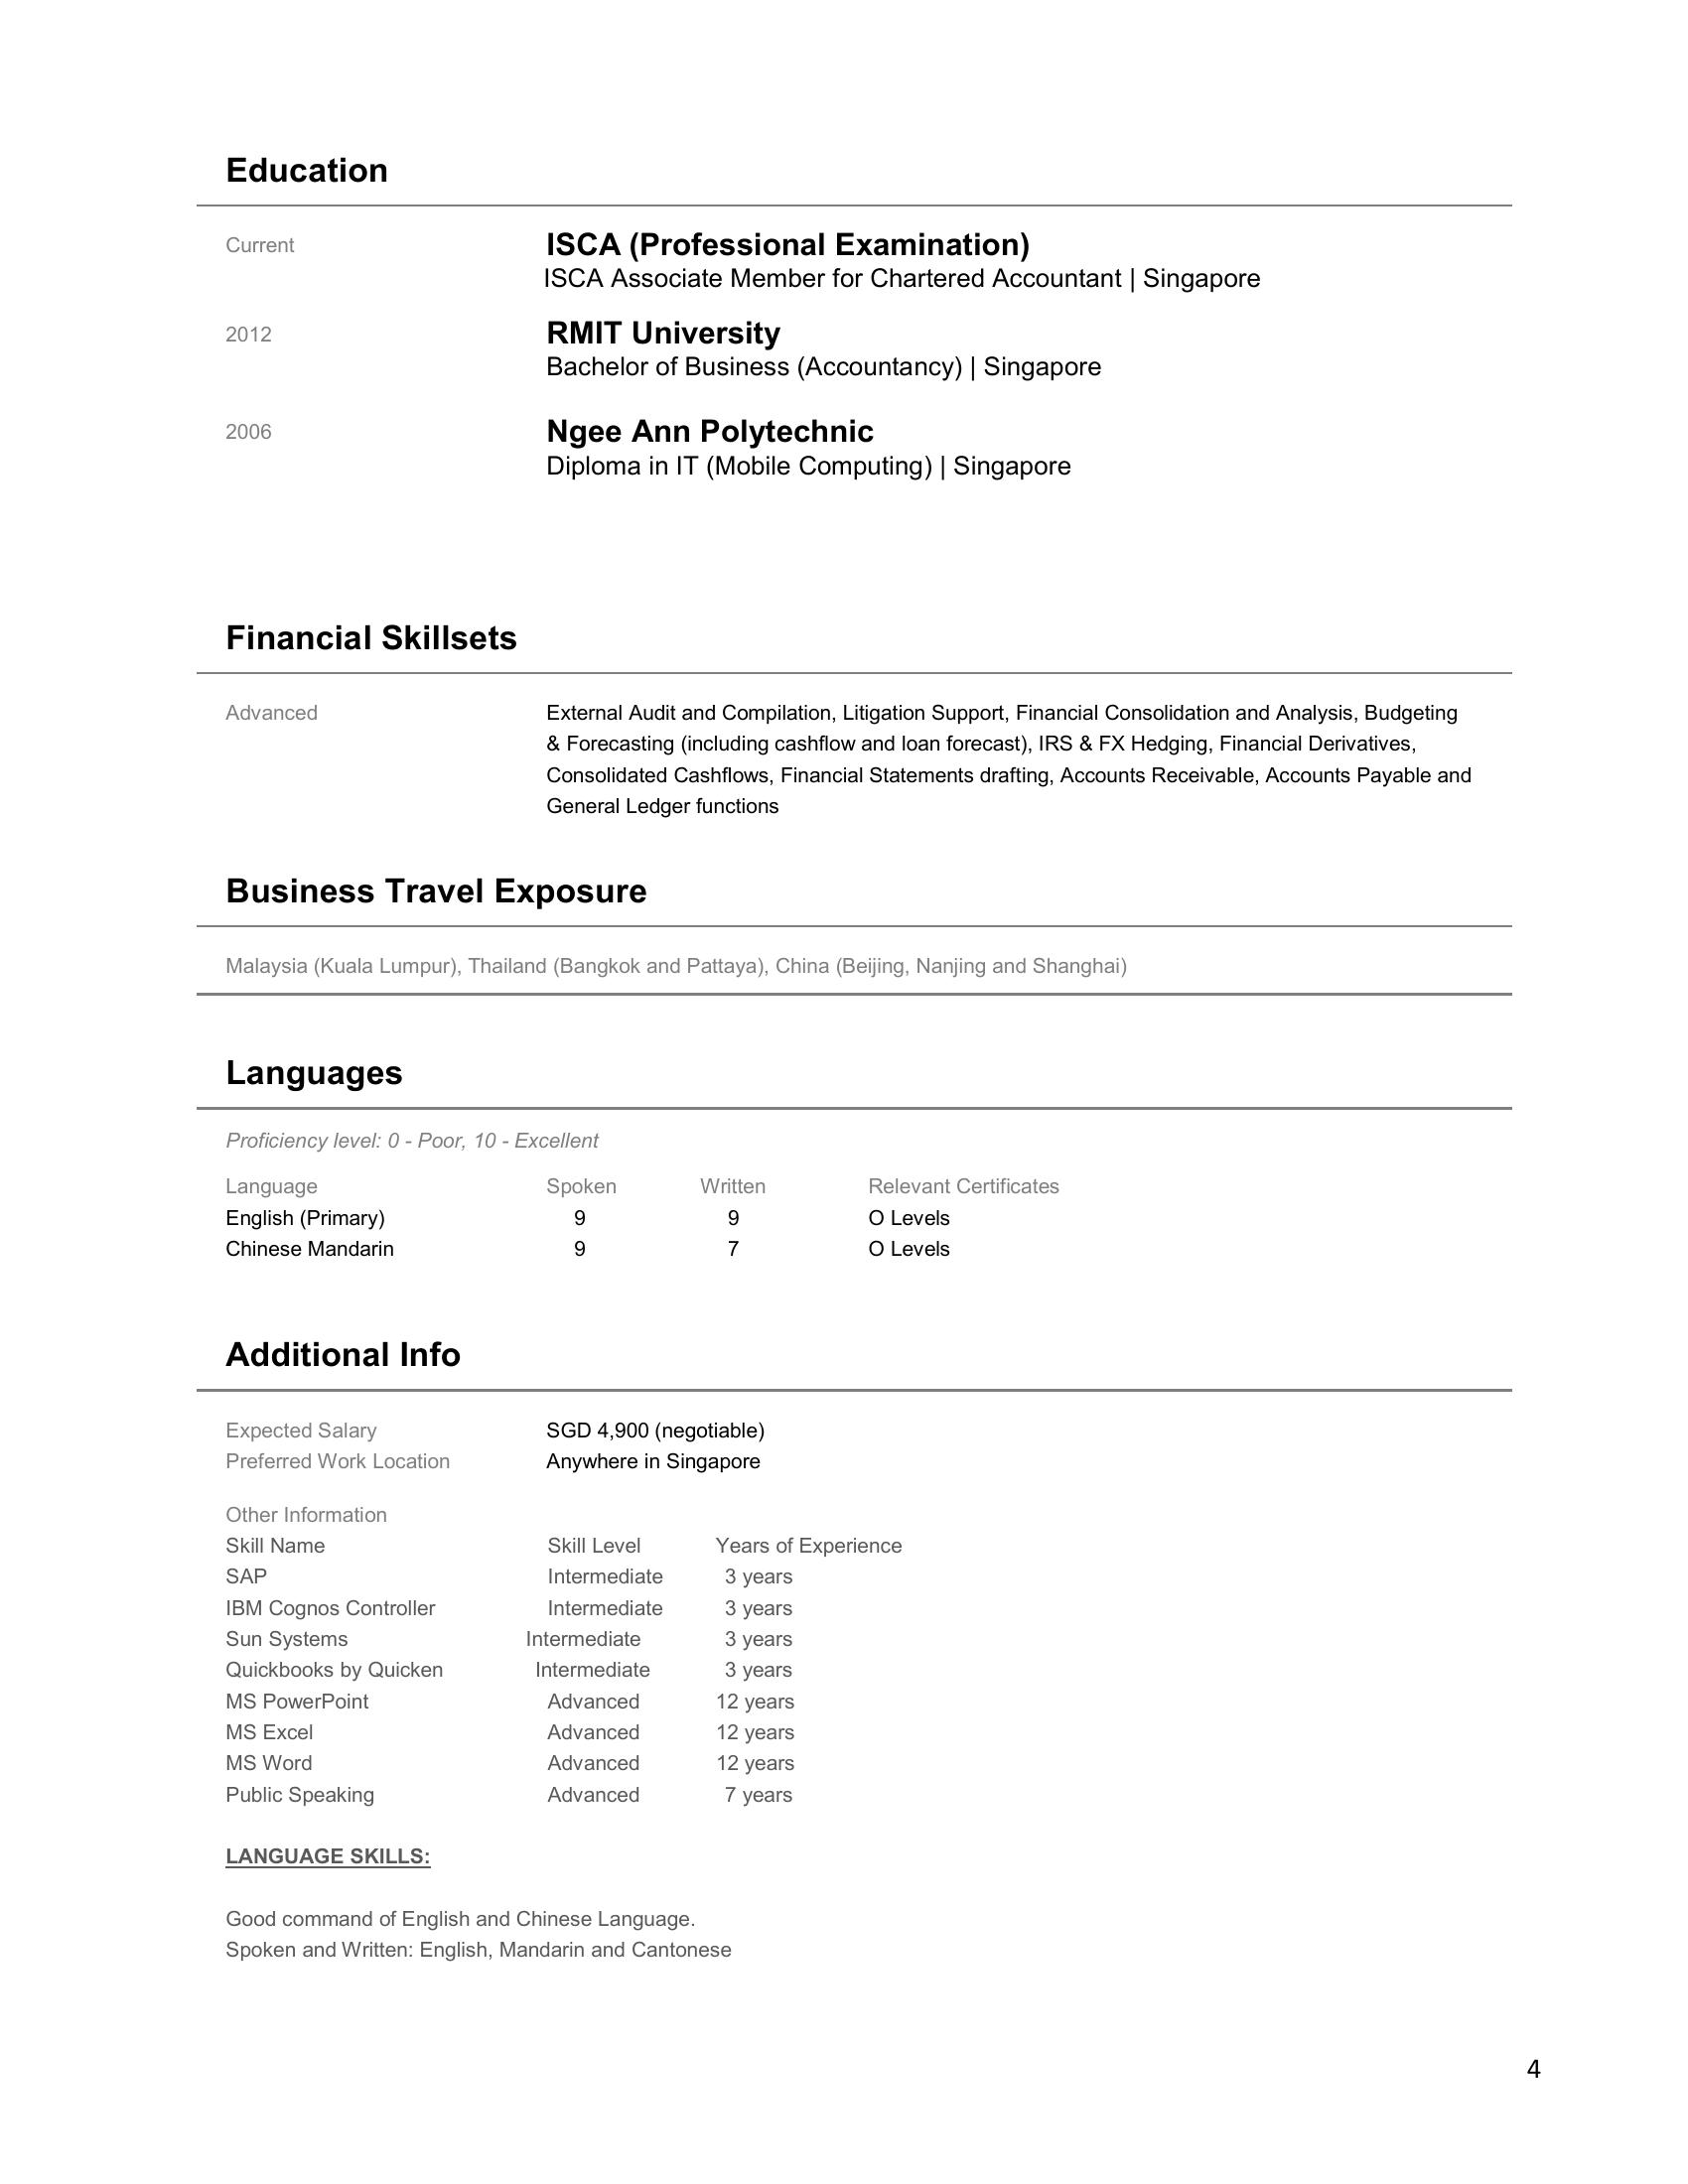 Education
Current ISCA (Professional Examination)
ISCA Associate Member for Chartered Accountant | Singapore
2012 RMIT University
Bachelor of Business (Accountancy) | Singapore
2006 Ngee Ann Polytechnic
Diploma in IT (Mobile Computing) | Singapore
Financial Skillsets
Advanced External Audit and Compilation, Litigation Support, Financial Consolidation and Analysis, Budgeting
& Forecasting (including cashflow and loan forecast), IRS & FX Hedging, Financial Derivatives,
Consolidated Cashflows, Financial Statements drafting, Accounts Receivable, Accounts Payable and
General Ledger functions
Business Travel Exposure
Malaysia (Kuala Lumpur), Thailand (Bangkok and Pattaya), China (Beijing, Nanjing and Shanghai)
Languages
Proficiency level: 0 - Poor, 10 - Excellent
Language Spoken Written Relevant Certificates
English (Primary) 9 9 O Levels
Chinese Mandarin 9 7 O Levels
Additional Info
Expected Salary SGD 4,900 (negotiable)
Preferred Work Location Anywhere in Singapore
Other Information
Skill Name Skill Level Years of Experience
SAP Intermediate 3 years
IBM Cognos Controller Intermediate 3 years
Sun Systems Intermediate 3 years
Quickbooks by Quicken Intermediate 3 years
MS PowerPoint Advanced 12 years
MS Excel Advanced 12 years
MS Word Advanced 12 years
Public Speaking Advanced 7 years
LANGUAGE SKILLS:
Good command of English and Chinese Language.
Spoken and Written: English, Mandarin and Cantonese
4